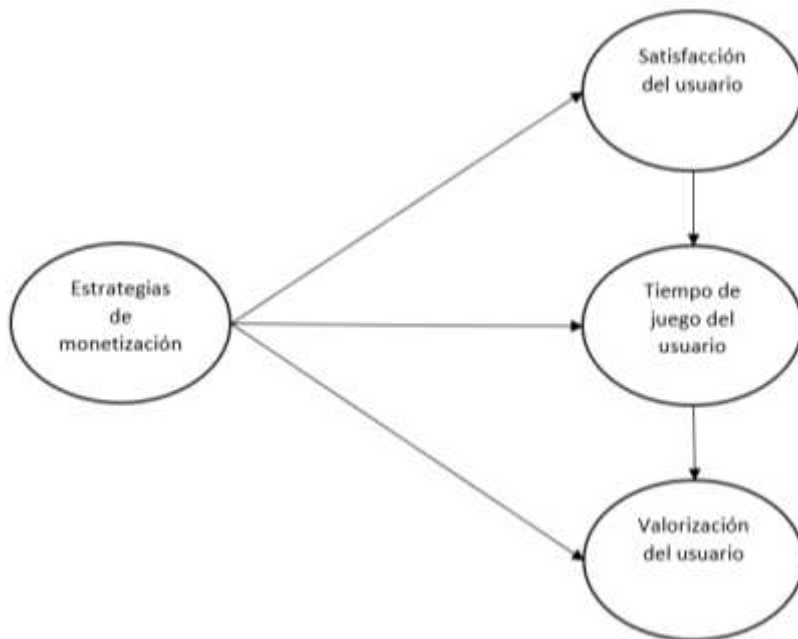 Satisfacción
del usuario
Estrategias
de
monetización
Tiempo de
juego del
usuario
Valorización
del usuario